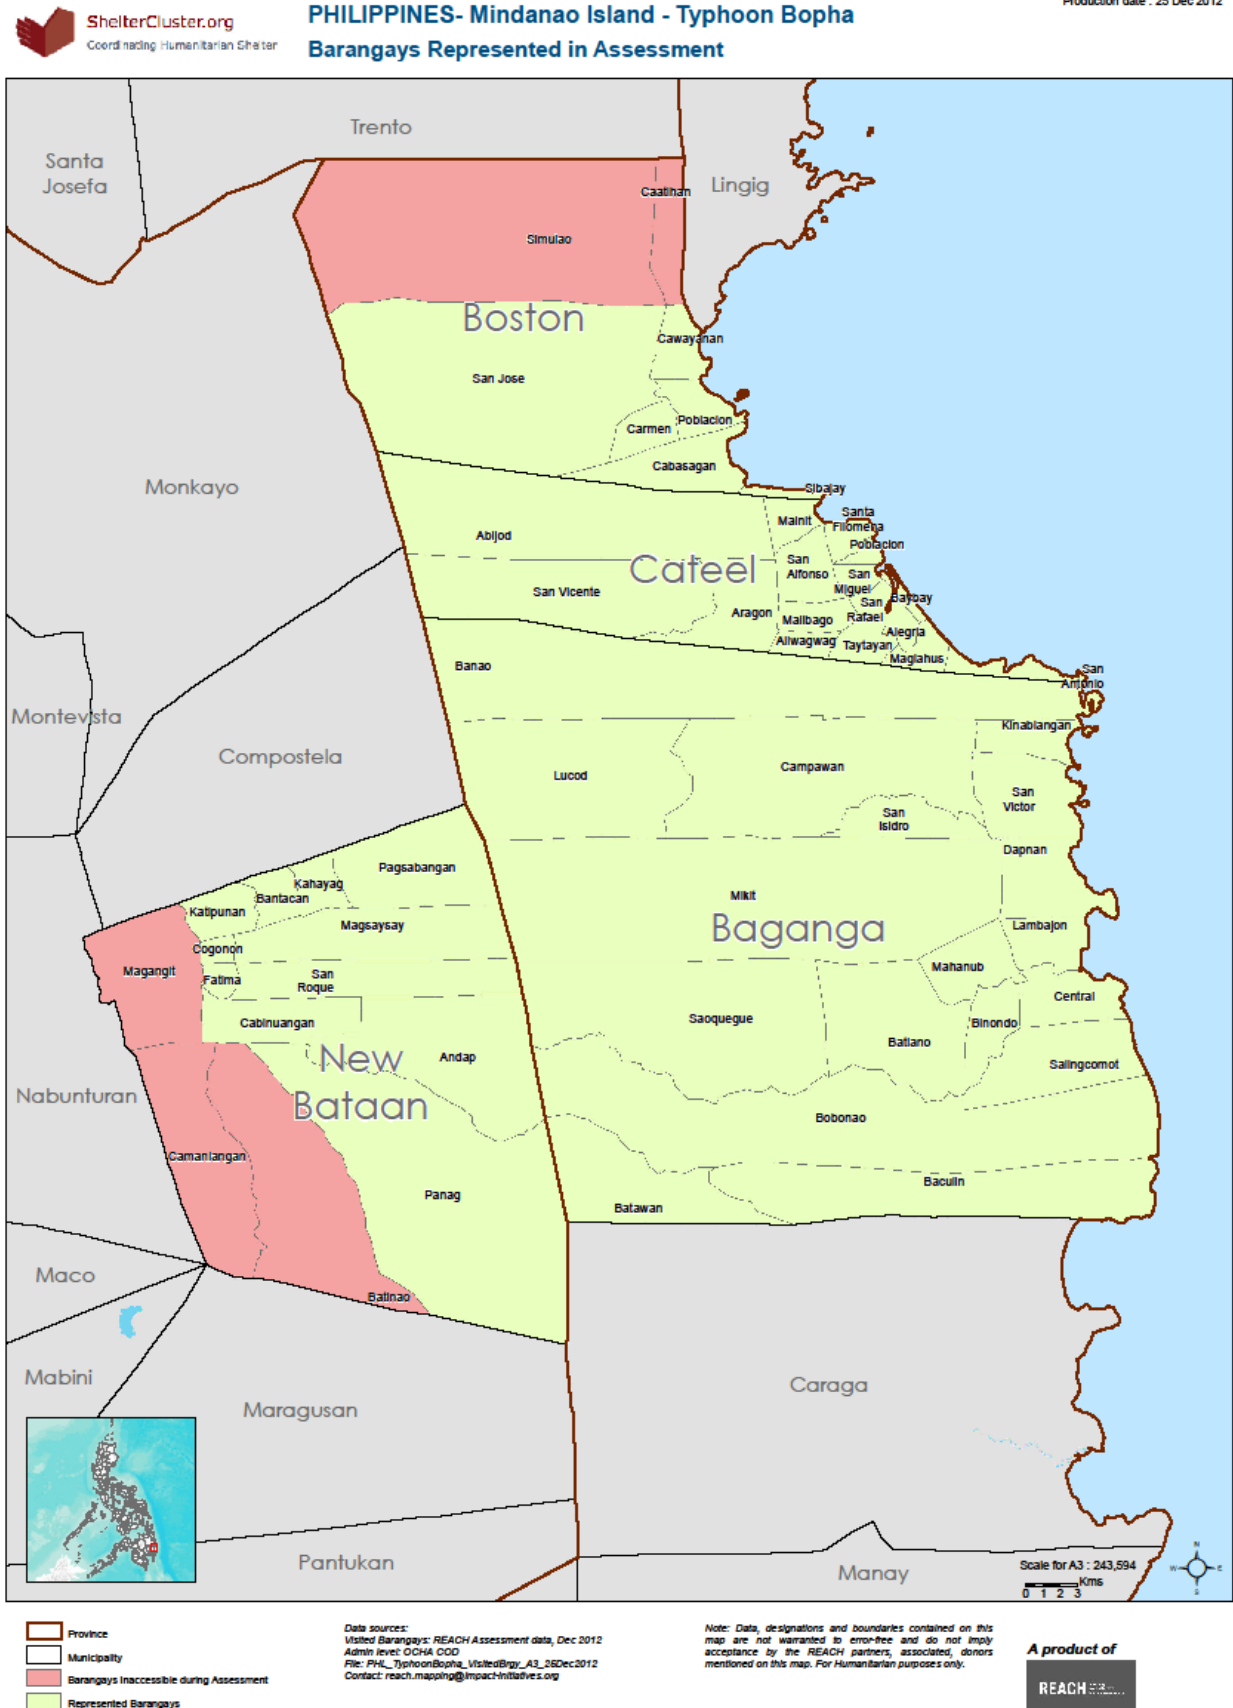 Production date : 25 Dec 2012
ShelterCluster.org
Coordinating Humanitarian Shelter
PHILIPPINES- Mindanao Island - Typhoon Bopha
Barangays Represented in Assessment
Trento
Santa
Josefa
Lingig
Caatihan
Simulao
Boston
Cawayanan
San Jose
Poblacion
Carmen
Cabasagan
Monkayo
Sibajay
Santa
Filomena
Mainit
Poblacion
Abijod
San
Alfonso
Cateel
San
Miguel
San Vicente
Baybay
San
Rafael
Aragon
Malibago
Alegria
Aliwagwag
Taytayan
Maglahus
Banao
San
Antonio
Montevista
Kinablangan
Compostela
Lucod
Campawan
San
Victor
San
Isidro
Dapnan
Pagsabangan
Kahayag
Bantacan
Mikit
Katipunan
Magsaysay
Baganga
Lambajon
Cogonon
Magangit
Fatima
San
Roque
Mahanub
Central
Cabinuangan
Saoquegue
Binondo
Batiano
New
Bataan
Andap
Salingcomot
Nabunturan
Bobonao
Camanlangan
Panag
Baculin
Batawan
Maco
Batinao
Mabini
Caraga
Maragusan
Pantukan
Manay
Scale for A3 : 243,594
Kms
0 1 2 3
N
W
E
S
Province
Municipality
Barangays Inaccessible during Assessment
Represented Barangays
Data sources:
Visited Barangays: REACH Assessment data, Dec 2012
Admin level: OCHA COD
File: PHL_TyphoonBopha_VisitedBrgy_A3_25Dec2012
Contact: reach.mapping@impact-initiatives.org
Note: Data, designations and boundaries contained on this
map are not warranted to error-free and do not imply
acceptance by the REACH partners, associated, donors
mentioned on this map. For Humanitarian purposes only.
A product of
REACH